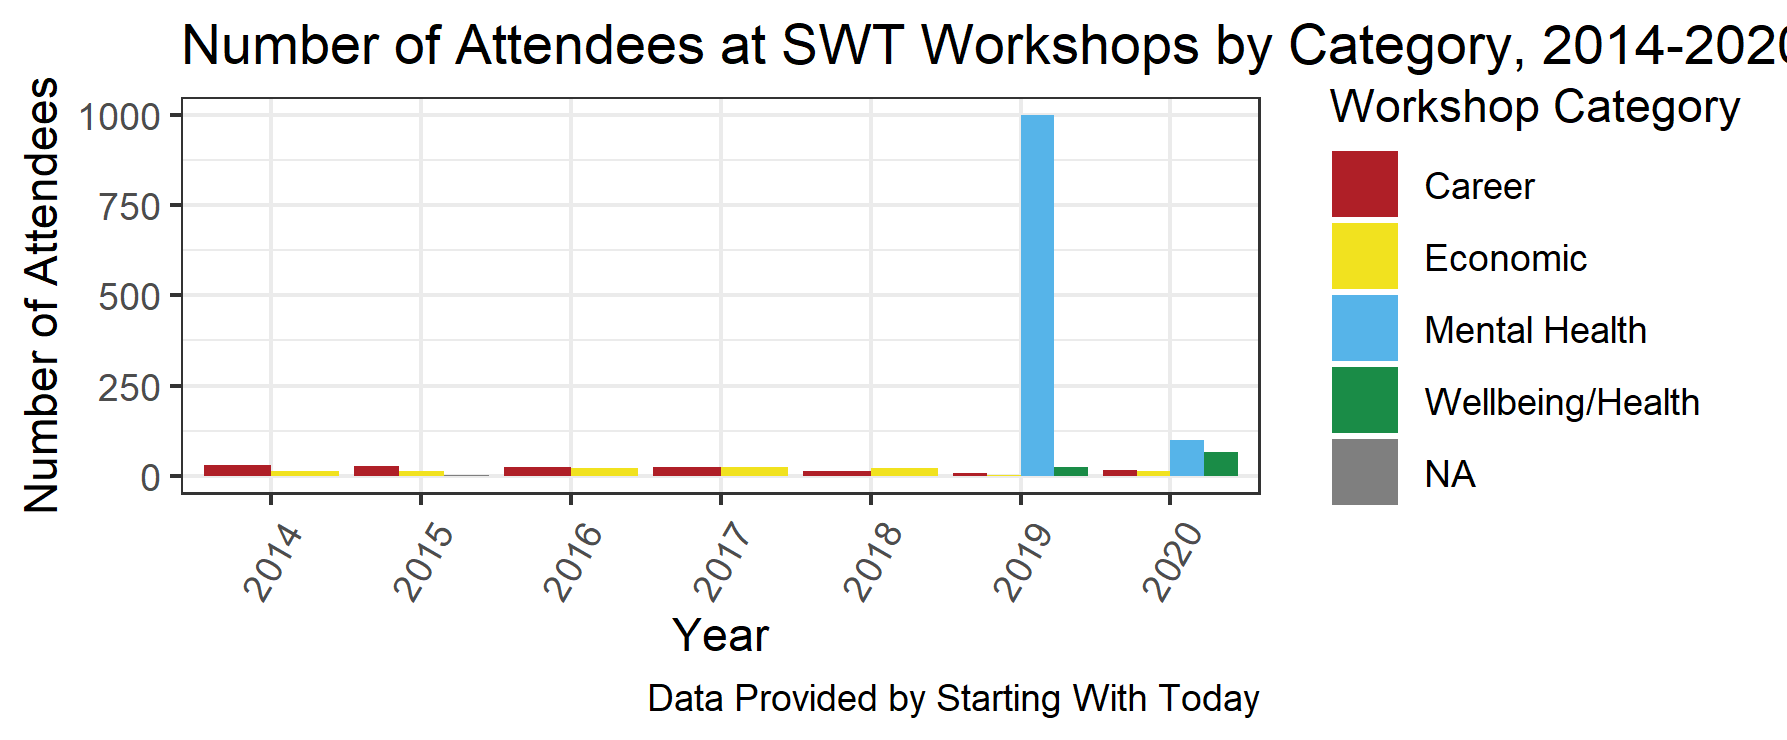 Number of Attendees at SWT Workshops by Category, 2014-2020
Number of Attendees
1000
750
500
250
0
2014
2015
2016
2017
2018
2019
2020
Year
Data Provided by Starting With Today
Workshop Category
Career
Economic
Mental Health
Wellbeing/Health
NA